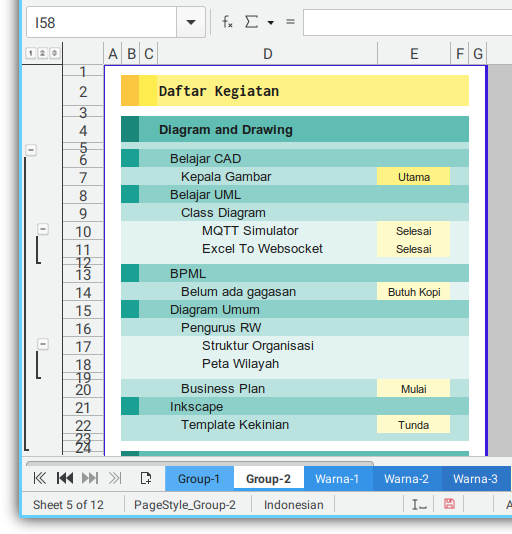 I58
fx Σ =
1 2 3
A B C D E F G
1
2 Daftar Kegiatan
3
4 Diagram and Drawing
5
6 Belajar CAD
7 Kepala Gambar Utama
8 Belajar UML
9 Class Diagram
10 MQTT Simulator Selesai
11 Excel To Websocket Selesai
12
13 BPML
14 Belum ada gagasan Butuh Kopi
15 Diagram Umum
16 Pengurus RW
17 Struktur Organisasi
18 Peta Wilayah
19
20 Business Plan Mulai
21 Inkscape
22 Template Kekinian Tunda
23
24
Group-1 Group-2 Warna-1 Warna-2 Warna-3
Sheet 5 of 12 PageStyle_Group-2 Indonesian